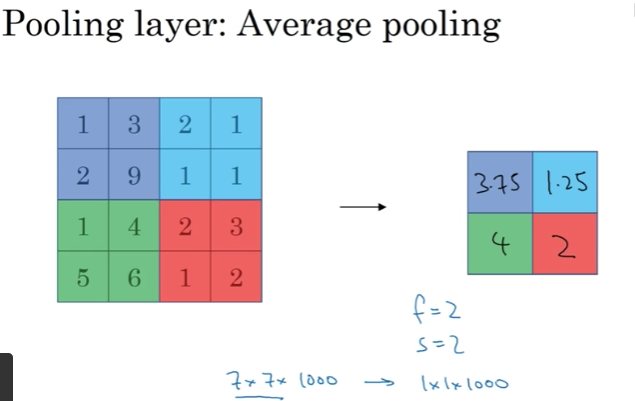 Pooling layer: Average pooling
1 3 2 1
2 9 1 1
1 4 2 3
5 6 1 2
3.75 1.25
4 2
f=2
s=2
7×7×1000 → 1×1×1000